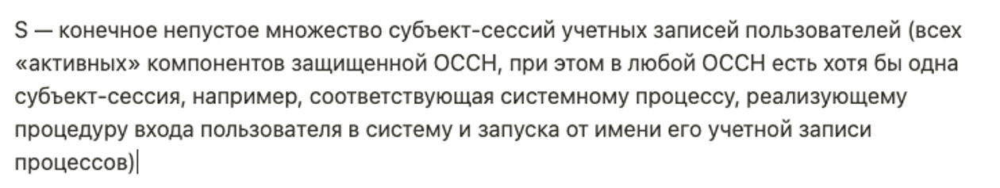 S — конечное непустое множество субъект-сессий учетных записей пользователей (всех
«активных» компонентов защищенной ОССН, при этом в любой ОССН есть хотя бы одна
субъект-сессия, например, соответствующая системному процессу, реализующему
процедуру входа пользователя в систему и запуска от имени его учетной записи
процессов)